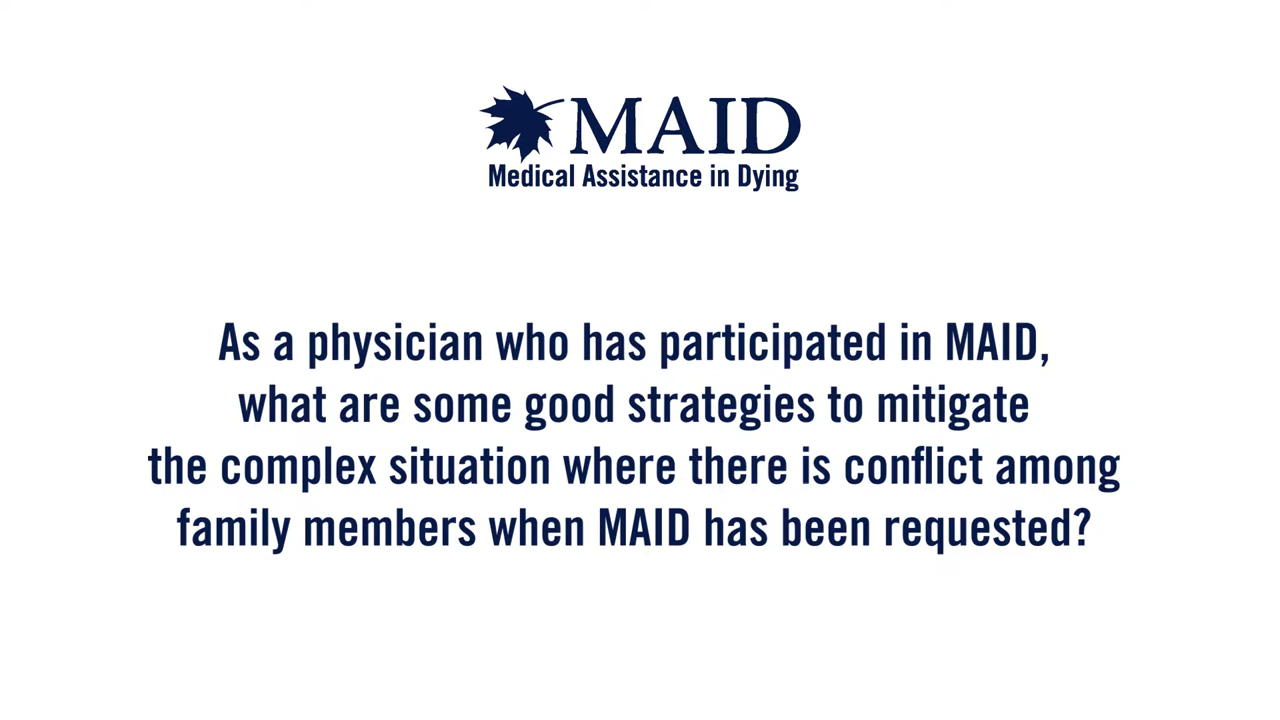 MAID
Medical Assistance in Dying
As a physician who has participated in MAID,
what are some good strategies to mitigate
the complex situation where there is conflict among
family members when MAID has been requested?